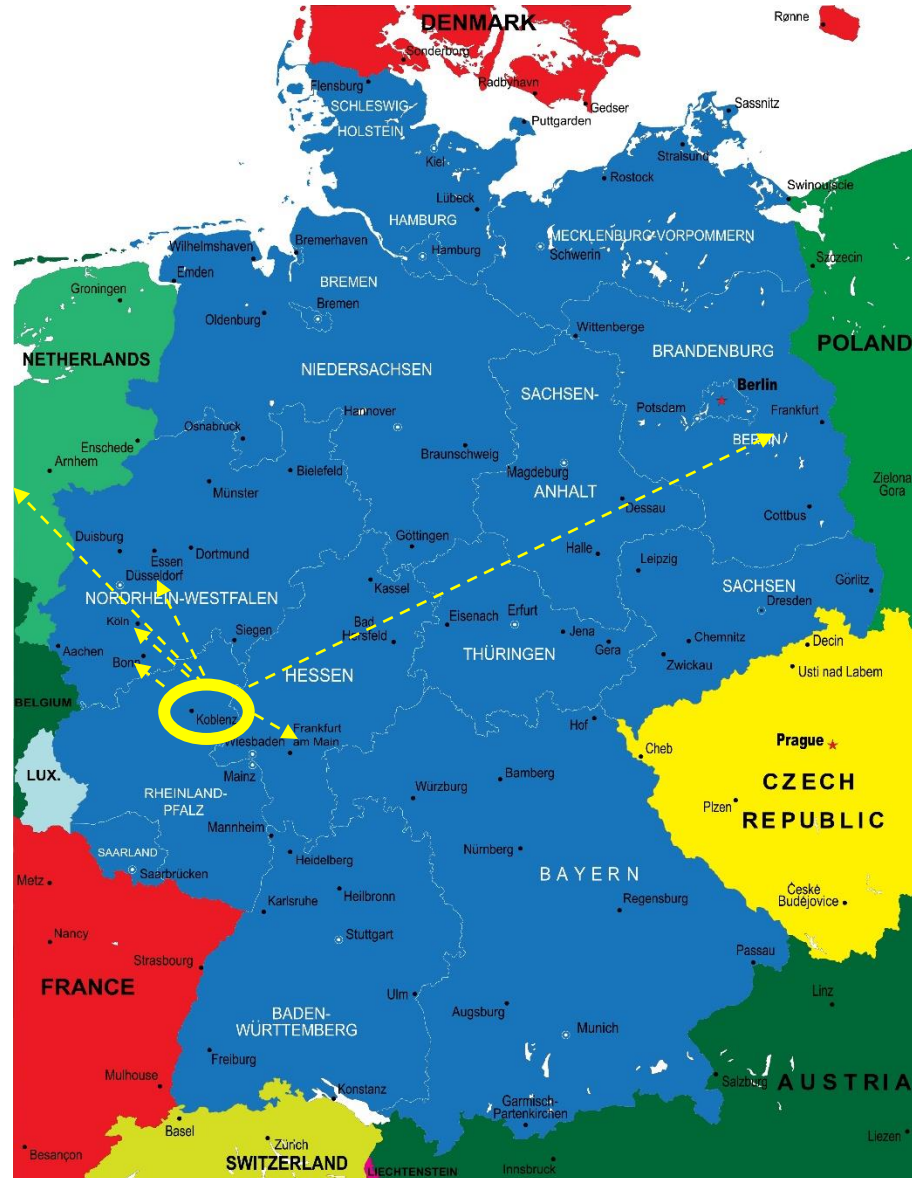 DENMARK
Rønne
Sonderborg
Flensburg
Radbyhavn
SCHLESWIG-
HOLSTEIN
Gedser
Sassnitz
Puttgarden
Kiel
Stralsund
Rostock
Lübeck
Swinoujscie
HAMBURG
MECKLENBURG-VORPOMMERN
Wilhelmshaven
Bremerhaven
Hamburg
Schwerin
Szczecin
Emden
Groningen
BREMEN
Bremen
Oldenburg
Wittenberge
NETHERLANDS
BRANDENBURG
POLAND
NIEDERSACHSEN
SACHSEN-
Berlin
Hannover
Potsdam
Frankfurt
Osnabrück
BERLIN
Enschede
Braunschweig
Arnhem
Bielefeld
Magdeburg
Zielona
Gora
Münster
ANHALT
Dessau
Cottbus
Duisburg
Göttingen
Essen
Dortmund
Halle
Leipzig
Düsseldorf
Kassel
SACHSEN
Görlitz
NORDRHEIN-WESTFALEN
Dresden
Köln
Bad
Hersfeld
Eisenach
Erfurt
Siegen
Jena
Gera
Chemnitz
Decin
Aachen
Bonn
THÜRINGEN
Zwickau
Usti nad Labem
HESSEN
BELGIUM
Koblenz
Hof
Frankfurt
am Main
Wiesbaden
Cheb
Prague
LUX.
Mainz
Bamberg
CZECH
REPUBLIC
RHEINLAND-
PFALZ
Würzburg
Plzen
Mannheim
SAARLAND
Heidelberg
Nürnberg
Saarbrücken
BAYERN
Metz
Heilbronn
České
Budějovice
Karlsruhe
Regensburg
Nancy
Stuttgart
Strasbourg
Passau
FRANCE
Ulm
Linz
Augsburg
BADEN-
WÜRTTEMBERG
Munich
Freiburg
Mulhouse
Konstanz
Salzburg
AUSTRIA
Garmisch-
Partenkirchen
Basel
Liezen
Zürich
Besançon
SWITZERLAND
LIECHTENSTEIN
Innsbruck